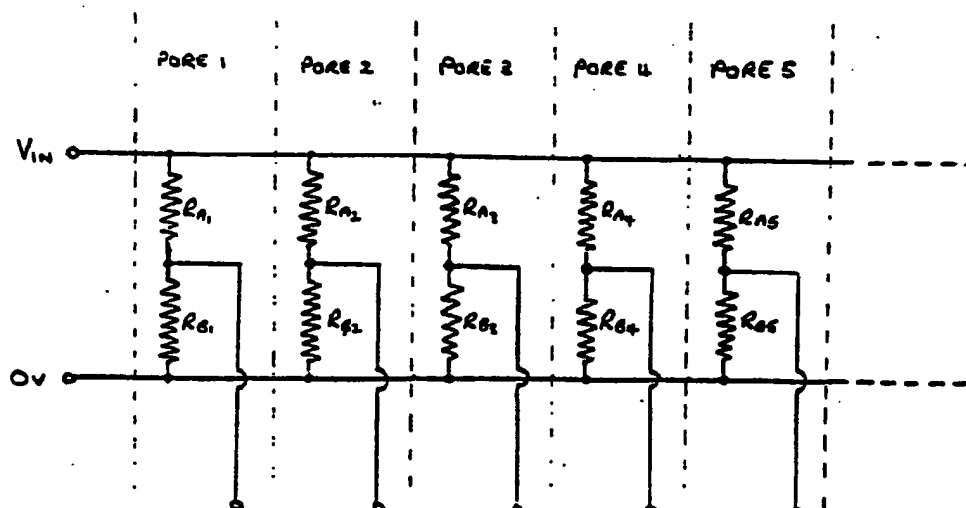 PORE 1 PORE 2 PORE 3 PORE 4 PORE 5
VIN
RA1 RA2 RA3 RA4 RA5
RB1 RB2 RB3 RB4 RB5
0V